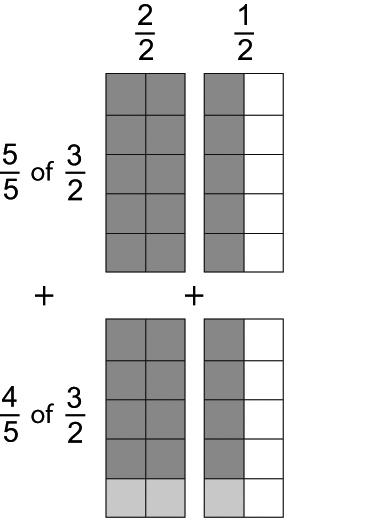 2/2 1/2
5/5 of 3/2
+ +
4/5 of 3/2